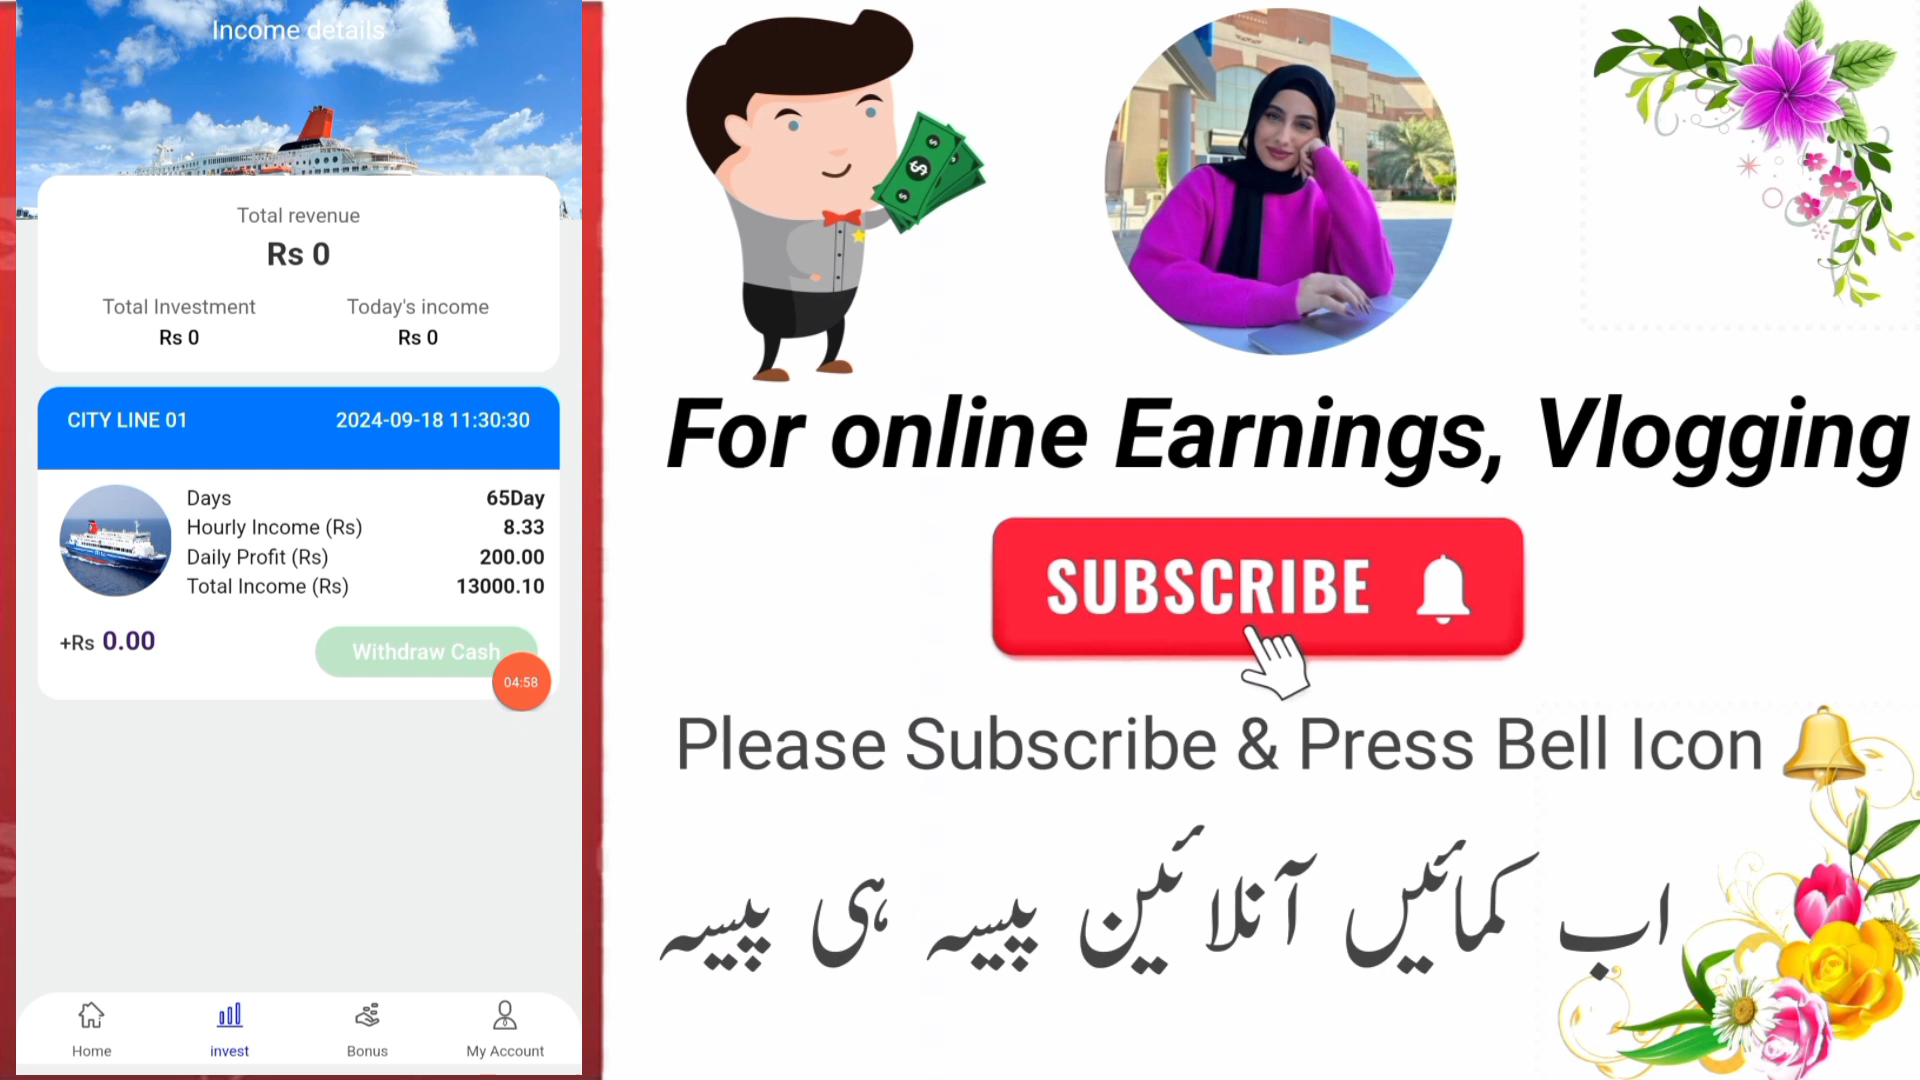 Income details
Total revenue
Rs 0
Total Investment Today's income
Rs 0 Rs 0
CITY LINE 01 2024-09-18 11:30:30
Days 65Day
Hourly Income (Rs) 8.33
Daily Profit (Rs) 200.00
Total Income (Rs) 13000.10
+Rs 0.00
Withdraw Cash
04:58
Home invest Bonus My Account
For online Earnings, Vlogging
SUBSCRIBE
Please Subscribe & Press Bell Icon
اب کمائیں آنلائین پیسہ ہی پیسہ